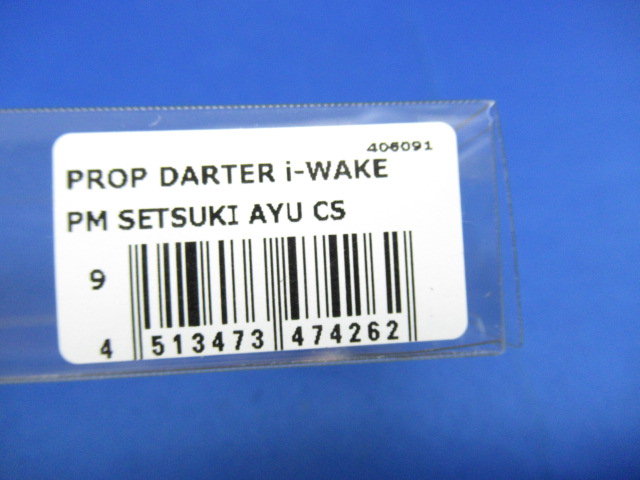 406091
PROP DARTER i-WAKE
PM SETSUKI AYU CS
9
4 513473 474262